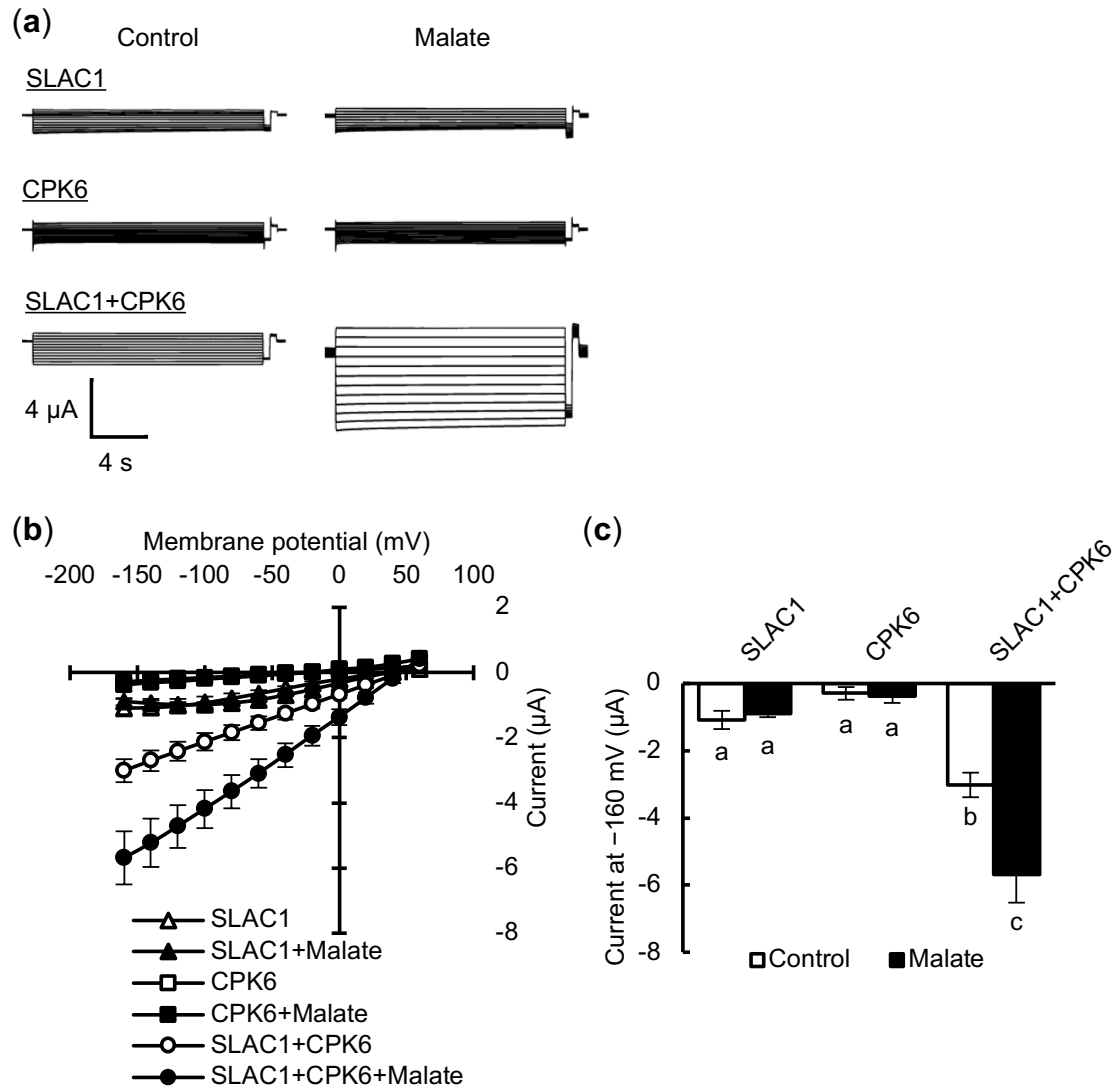 (a)
Control Malate
SLAC1
CPK6
SLAC1+CPK6
4 µA
4 s
(b)
Membrane potential (mV)
-200 -150 -100 -50 0 50 100
2
0
-2
-4
-6
-8
Current (µA)
SLAC1
SLAC1+Malate
CPK6
CPK6+Malate
SLAC1+CPK6
SLAC1+CPK6+Malate
(c)
SLAC1 CPK6 SLAC1+CPK6
0
-2
-4
-6
-8
Current at −160 mV (µA)
a a a a b c
Control Malate